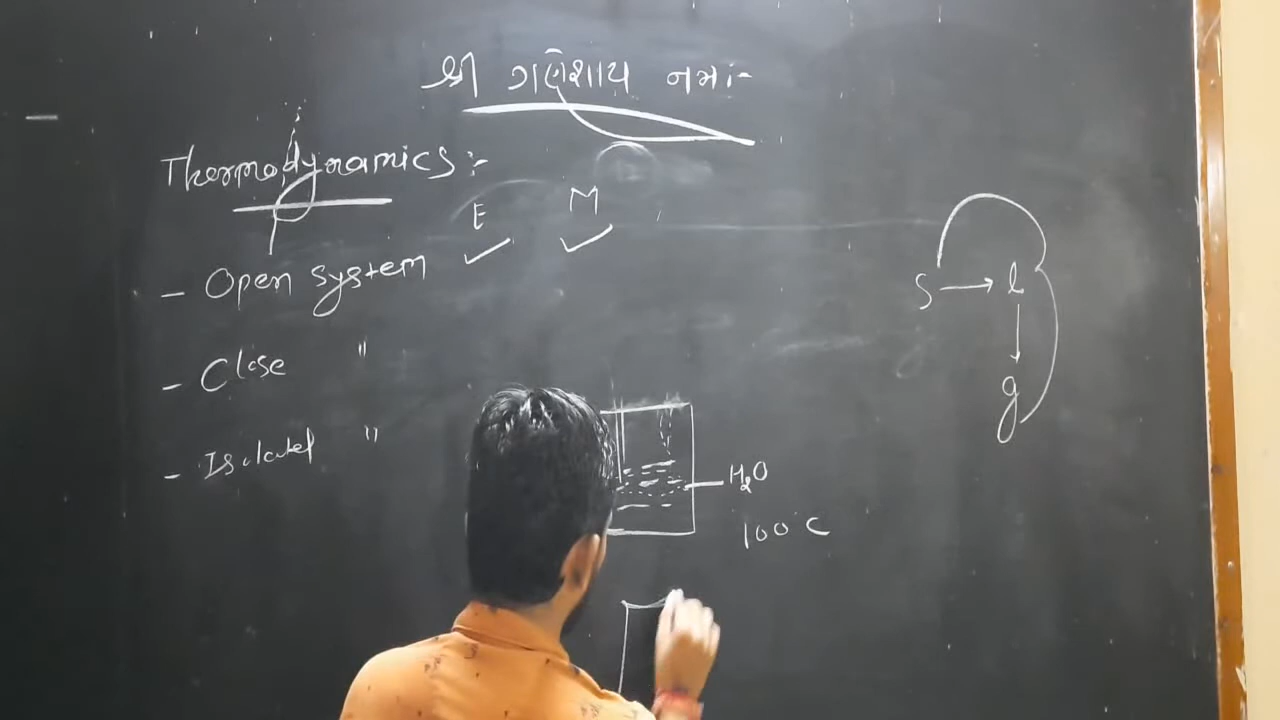 શ્રી ગણેશાય નમઃ-
Thermodynamics :-
E M
- Open system ✓ ✓
- Close "
- Isolated "
s → l
g
H₂O
100°C